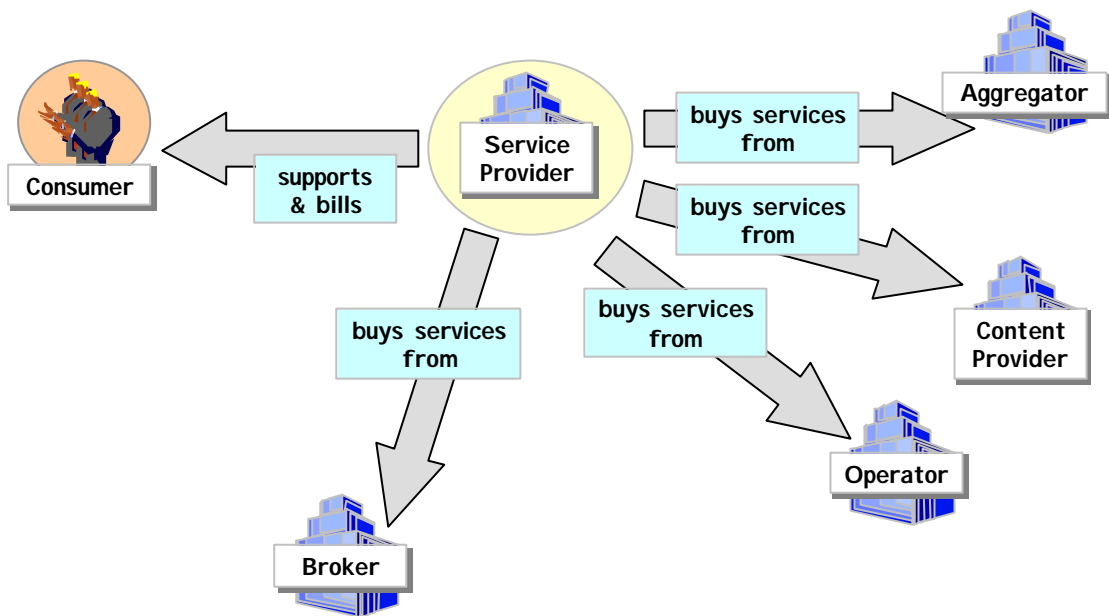 Aggregator
buys services
from
Service
Provider
Consumer
supports
& bills
buys services
from
buys services
from
buys services
from
Content
Provider
Operator
Broker